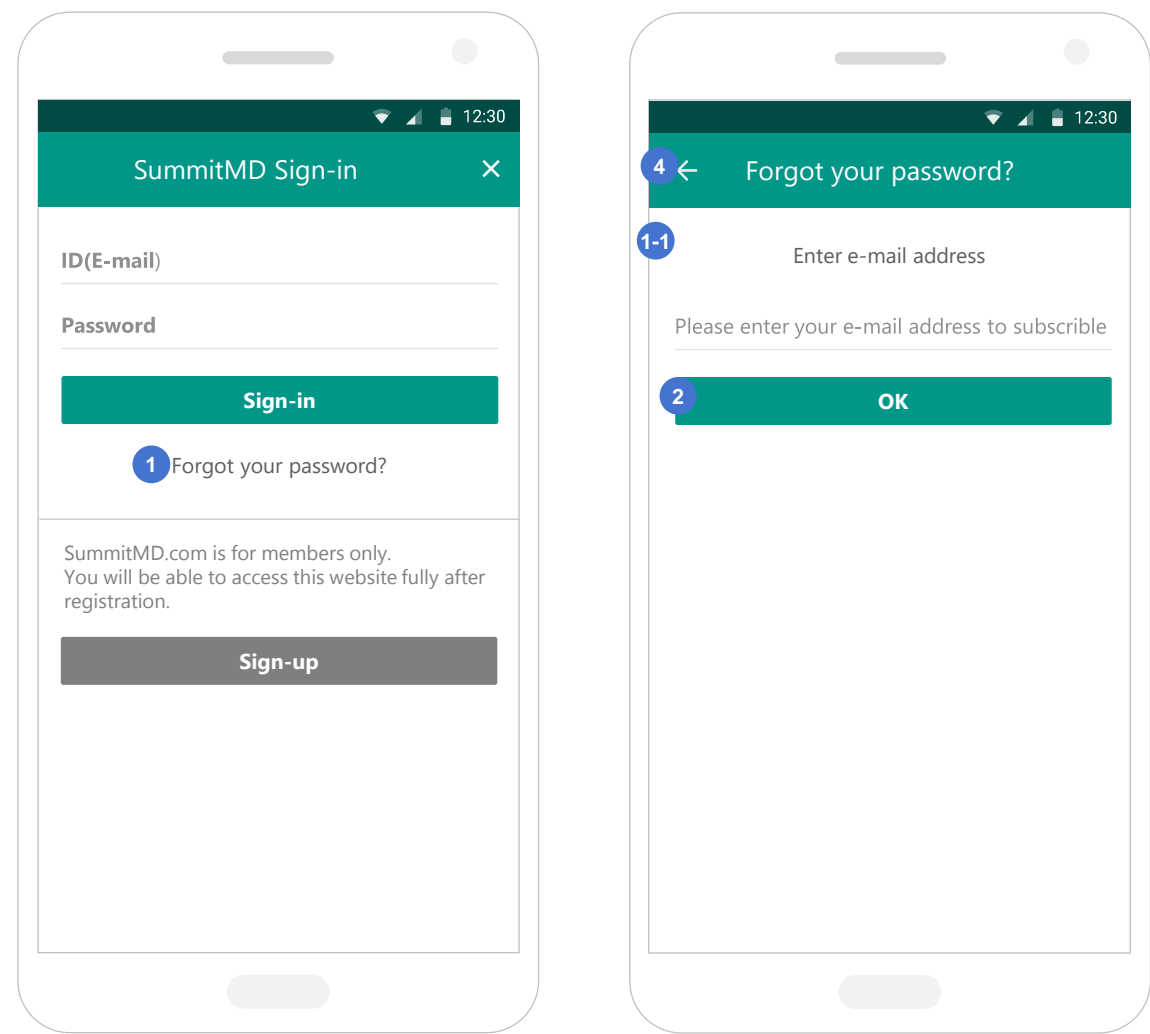 12:30
SummitMD Sign-in
ID(E-mail)
Password
Sign-in
1 Forgot your password?
SummitMD.com is for members only.
You will be able to access this website fully after
registration.
Sign-up
12:30
4 Forgot your password?
1-1
Enter e-mail address
Please enter your e-mail address to subscrible
2 OK